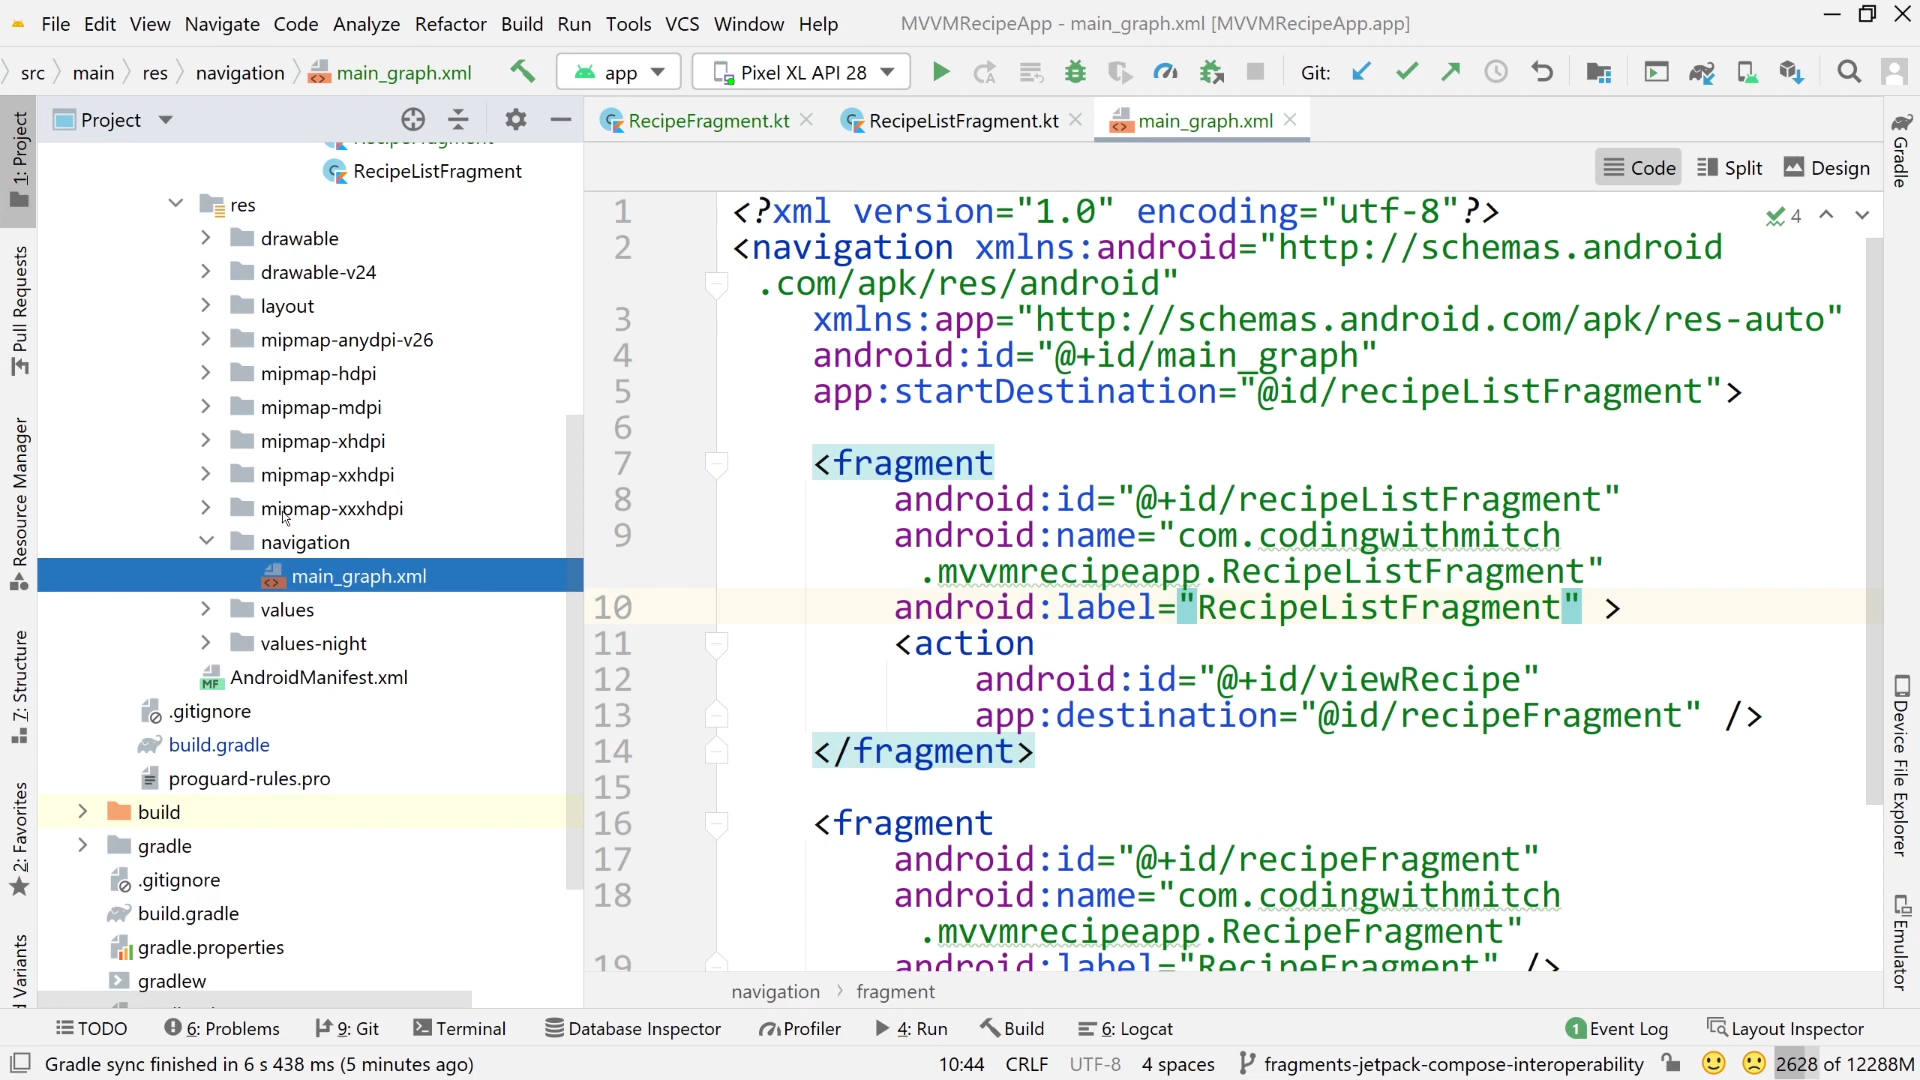 File Edit View Navigate Code Analyze Refactor Build Run Tools VCS Window Help MVVMRecipeApp - main_graph.xml [MVVMRecipeApp.app]
src main res navigation main_graph.xml app Pixel XL API 28 Git:
Project
RecipeFragment.kt RecipeListFragment.kt main_graph.xml
Code Split Design
1: Project
Pull Requests
Resource Manager
7: Structure
2: Favorites
Variants
RecipeFragment
RecipeListFragment
res
drawable
drawable-v24
layout
mipmap-anydpi-v26
mipmap-hdpi
mipmap-mdpi
mipmap-xhdpi
mipmap-xxhdpi
mipmap-xxxhdpi
navigation
main_graph.xml
values
values-night
AndroidManifest.xml
.gitignore
build.gradle
proguard-rules.pro
build
gradle
.gitignore
build.gradle
gradle.properties
gradlew
4
1 <?xml version="1.0" encoding="utf-8"?>
2 <navigation xmlns:android="http://schemas.android
.com/apk/res/android"
3 xmlns:app="http://schemas.android.com/apk/res-auto"
4 android:id="@+id/main_graph"
5 app:startDestination="@id/recipeListFragment">
6
7 <fragment
8 android:id="@+id/recipeListFragment"
9 android:name="com.codingwithmitch
.mvvmrecipeapp.RecipeListFragment"
10 android:label="RecipeListFragment" >
11 <action
12 android:id="@+id/viewRecipe"
13 app:destination="@id/recipeFragment" />
14 </fragment>
15
16 <fragment
17 android:id="@+id/recipeFragment"
18 android:name="com.codingwithmitch
.mvvmrecipeapp.RecipeFragment"
19 android:label="RecipeFragment" />
navigation fragment
Gradle
Device File Explorer
Emulator
TODO 6: Problems 9: Git Terminal Database Inspector Profiler 4: Run Build 6: Logcat 1 Event Log Layout Inspector
Gradle sync finished in 6 s 438 ms (5 minutes ago) 10:44 CRLF UTF-8 4 spaces fragments-jetpack-compose-interoperability 2628 of 12288M